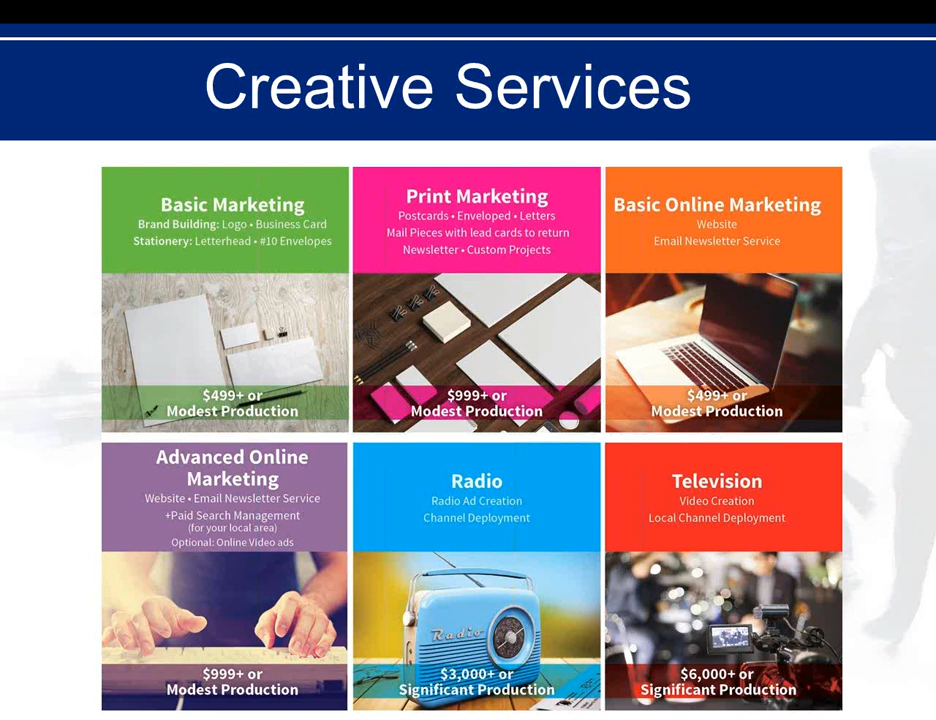 Creative Services
Basic Marketing
Brand Building: Logo • Business Card
Stationery: Letterhead • #10 Envelopes
$499+ or
Modest Production
Print Marketing
Postcards • Enveloped • Letters
Mail Pieces with lead cards to return
Newsletter • Custom Projects
$999+ or
Modest Production
Basic Online Marketing
Website
Email Newsletter Service
$499+ or
Modest Production
Advanced Online
Marketing
Website • Email Newsletter Service
+Paid Search Management
(for your local area)
Optional: Online Video ads
$999+ or
Modest Production
Radio
Radio Ad Creation
Channel Deployment
Radio
$3,000+ or
Significant Production
Television
Video Creation
Local Channel Deployment
$6,000+ or
Significant Production